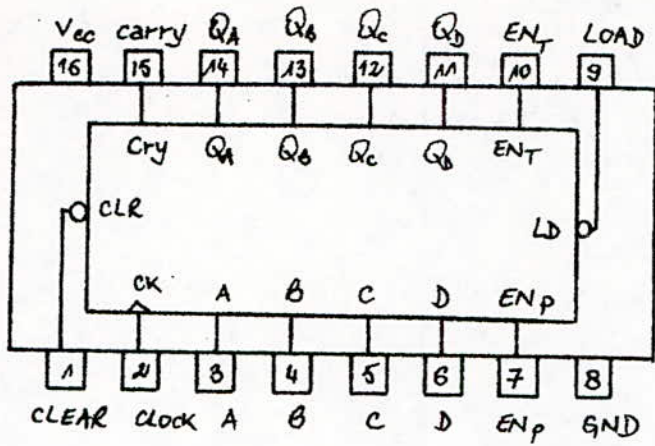 Vcc carry QA QB QC QD ENT LOAD
16 15 14 13 12 11 10 9
Cry QA QB QC QD ENT
CLR
LD
CK A B C D ENP
1 2 3 4 5 6 7 8
CLEAR CLOCK A B C D ENP GND